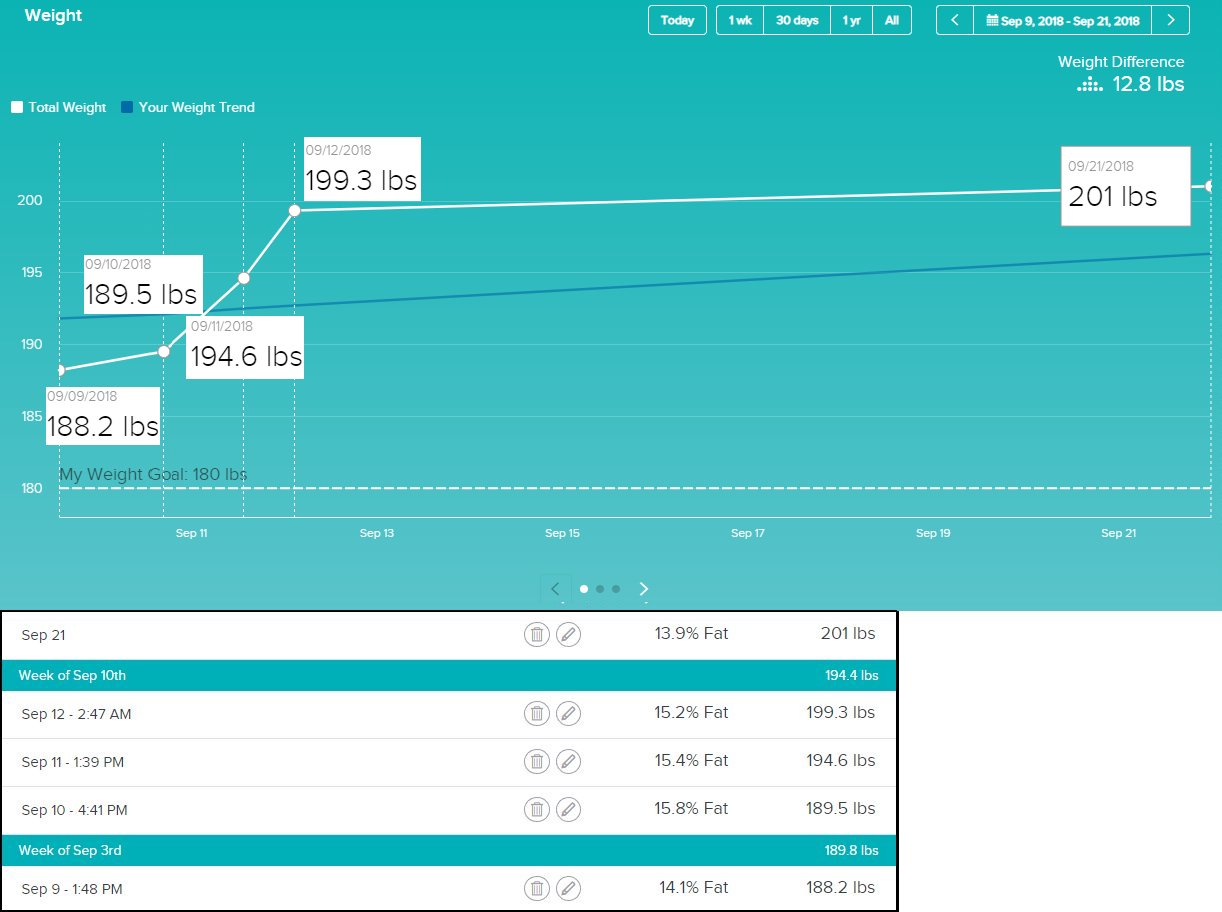 Weight
Today 1 wk 30 days 1 yr All Sep 9, 2018 - Sep 21, 2018
Weight Difference
12.8 lbs
Total Weight Your Weight Trend
09/12/2018
199.3 lbs
09/21/2018
201 lbs
200
09/10/2018
189.5 lbs
195
09/11/2018
194.6 lbs
190
09/09/2018
188.2 lbs
185
My Weight Goal: 180 lbs
180
Sep 11 Sep 13 Sep 15 Sep 17 Sep 19 Sep 21
Sep 21 13.9% Fat 201 lbs
Week of Sep 10th 194.4 lbs
Sep 12 - 2:47 AM 15.2% Fat 199.3 lbs
Sep 11 - 1:39 PM 15.4% Fat 194.6 lbs
Sep 10 - 4:41 PM 15.8% Fat 189.5 lbs
Week of Sep 3rd 189.8 lbs
Sep 9 - 1:48 PM 14.1% Fat 188.2 lbs